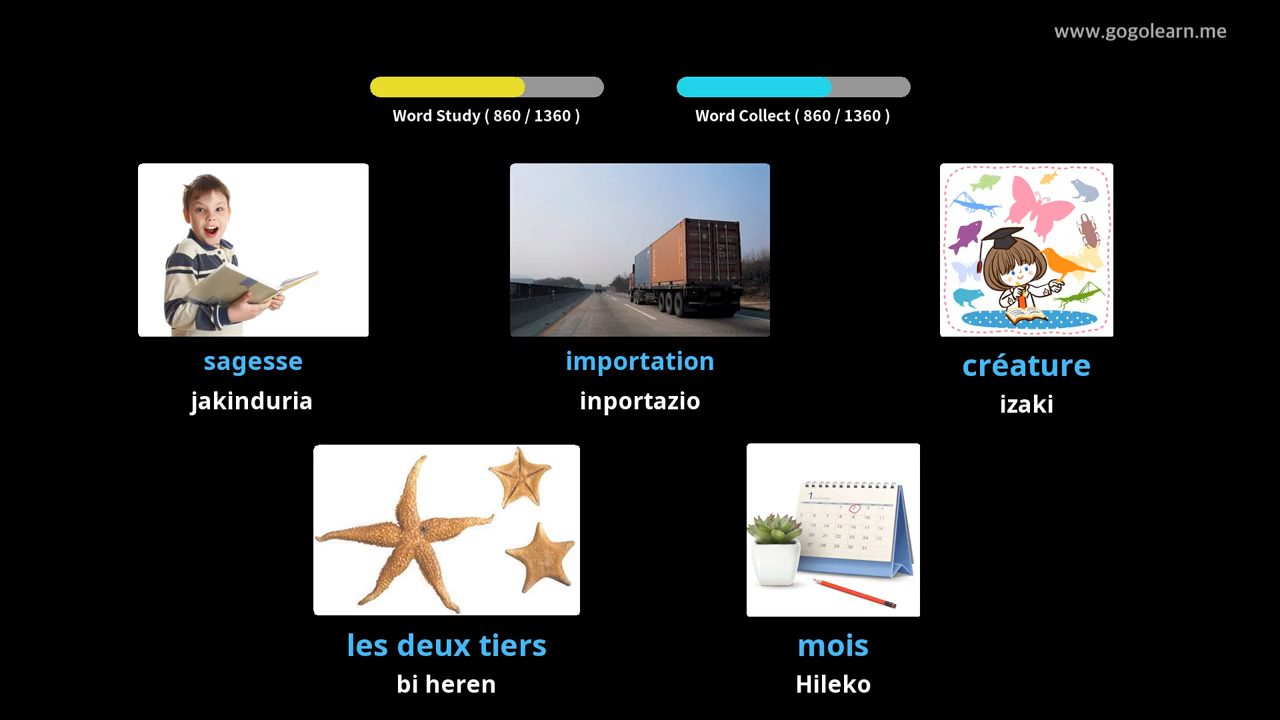 www.gogolearn.me
Word Study ( 860 / 1360 )
Word Collect ( 860 / 1360 )
sagesse
jakinduria
importation
inportazio
créature
izaki
les deux tiers
bi heren
mois
Hileko